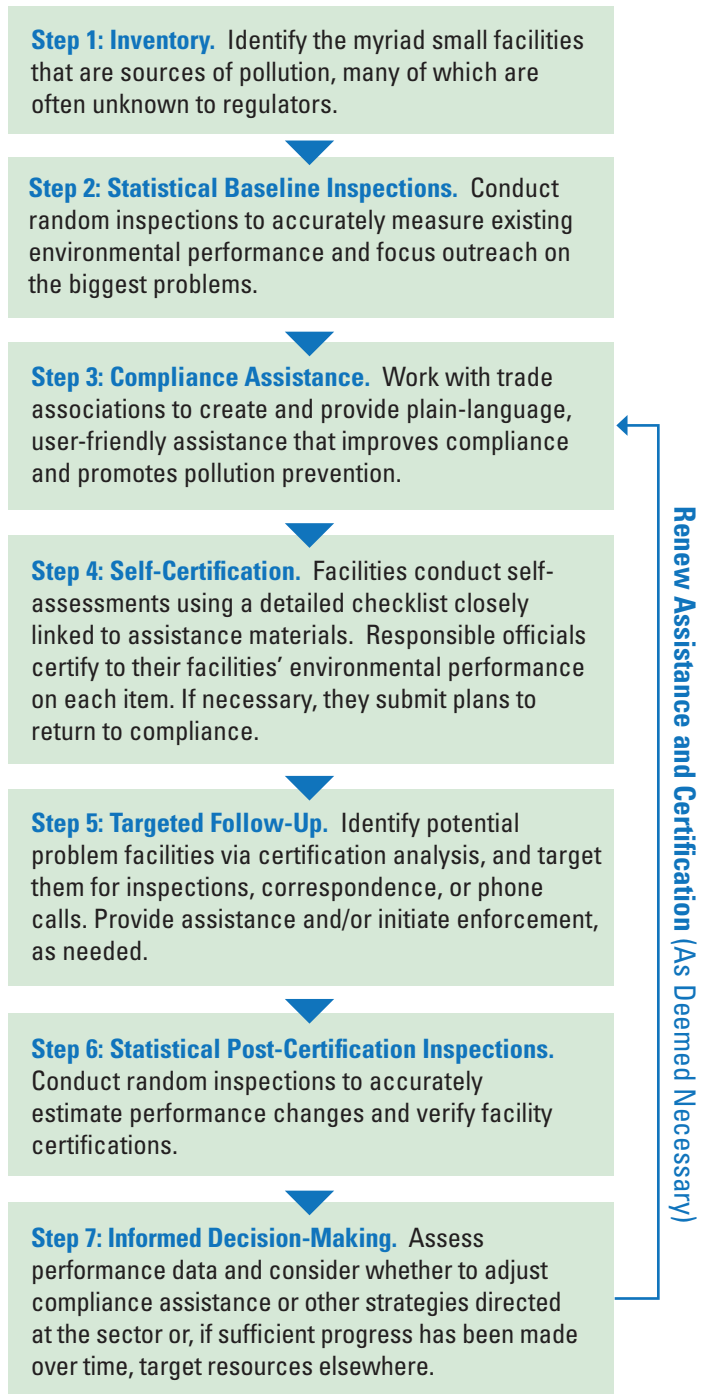 Step 1: Inventory. Identify the myriad small facilities
that are sources of pollution, many of which are
often unknown to regulators.
Step 2: Statistical Baseline Inspections. Conduct
random inspections to accurately measure existing
environmental performance and focus outreach on
the biggest problems.
Step 3: Compliance Assistance. Work with trade
associations to create and provide plain-language,
user-friendly assistance that improves compliance
and promotes pollution prevention.
Step 4: Self-Certification. Facilities conduct self-
assessments using a detailed checklist closely
linked to assistance materials. Responsible officials
certify to their facilities' environmental performance
on each item. If necessary, they submit plans to
return to compliance.
Step 5: Targeted Follow-Up. Identify potential
problem facilities via certification analysis, and target
them for inspections, correspondence, or phone
calls. Provide assistance and/or initiate enforcement,
as needed.
Step 6: Statistical Post-Certification Inspections.
Conduct random inspections to accurately
estimate performance changes and verify facility
certifications.
Step 7: Informed Decision-Making. Assess
performance data and consider whether to adjust
compliance assistance or other strategies directed
at the sector or, if sufficient progress has been made
over time, target resources elsewhere.
Renew Assistance and Certification (As Deemed Necessary)